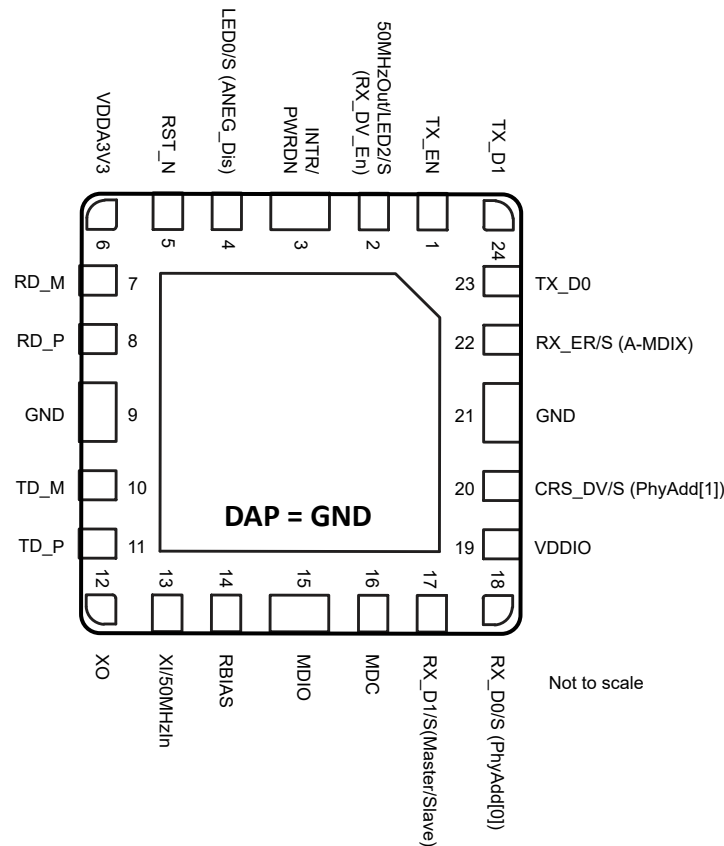 VDDA3V3
RST_N
LED0/S (ANEG_Dis)
INTR/
PWRDN
50MHzOut/LED2/S
(RX_DV_En)
TX_EN
TX_D1
6
5
4
3
2
1
24
RD_M 7
23 TX_D0
RD_P 8
22 RX_ER/S (A-MDIX)
GND 9
21 GND
TD_M 10
20 CRS_DV/S (PhyAdd[1])
DAP = GND
TD_P 11
19 VDDIO
12
13
14
15
16
17
18
XO
XI/50MHzIn
RBIAS
MDIO
MDC
RX_D1/S(Master/Slave)
RX_D0/S (PhyAdd[0])
Not to scale